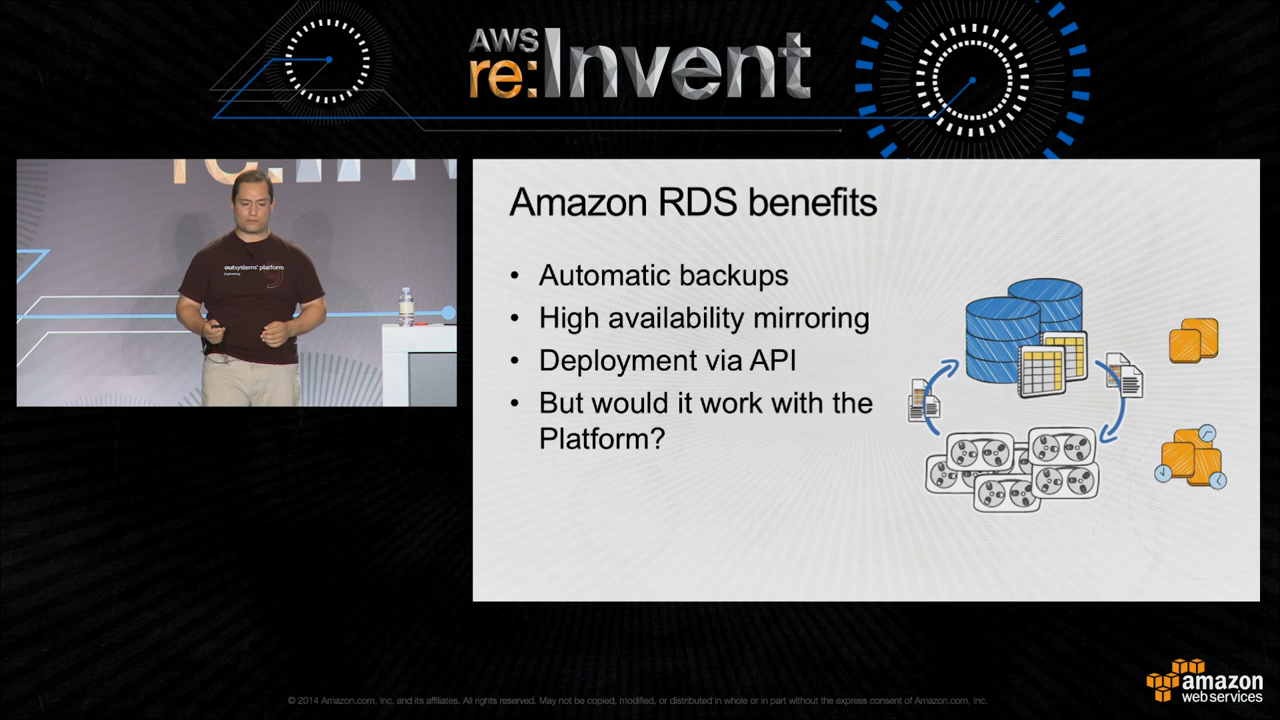 AWS
re:Invent
outsystems platform
Engineering
Amazon RDS benefits
• Automatic backups
• High availability mirroring
• Deployment via API
• But would it work with the
Platform?
© 2014 Amazon.com, Inc. and its affiliates. All rights reserved. May not be copied, modified, or distributed in whole or in part without the express consent of Amazon.com, Inc.
amazon
web services